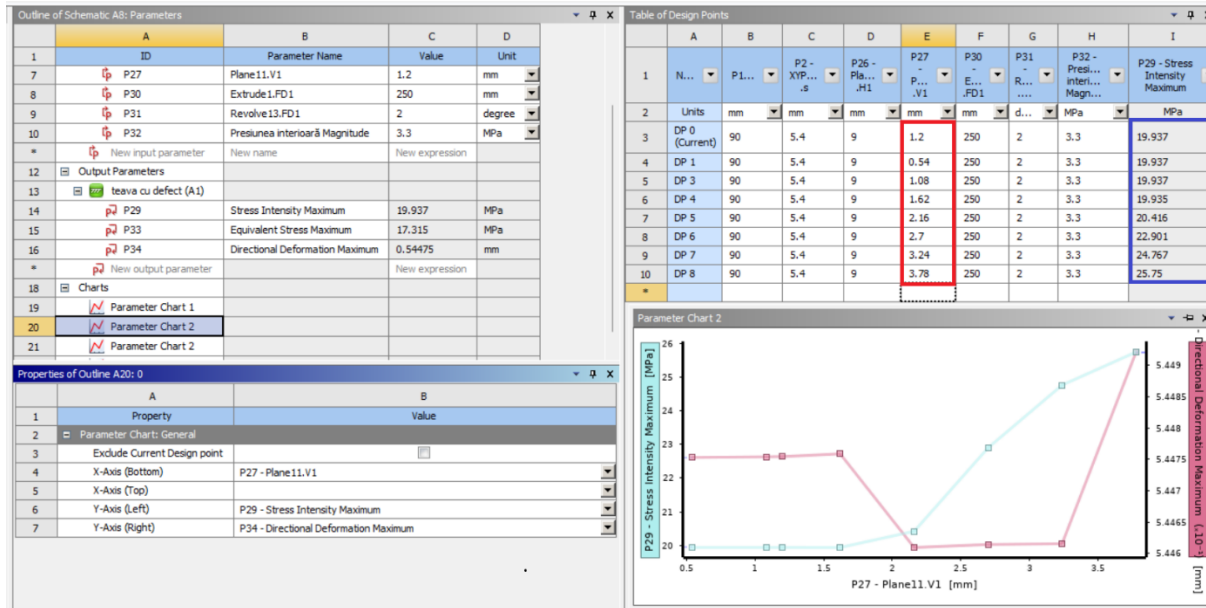 Outline of Schematic A8: Parameters
A B C D
1 ID Parameter Name Value Unit
7 P27 Plane11.V1 1.2 mm
8 P30 Extrude1.FD1 250 mm
9 P31 Revolve13.FD1 2 degree
10 P32 Presiunea interioară Magnitude 3.3 MPa
* New input parameter New name New expression
12 Output Parameters
13 teava cu defect (A1)
14 P29 Stress Intensity Maximum 19.937 MPa
15 P33 Equivalent Stress Maximum 17.315 MPa
16 P34 Directional Deformation Maximum 0.54475 mm
* New output parameter New expression
18 Charts
19 Parameter Chart 1
20 Parameter Chart 2
21 Parameter Chart 2
Properties of Outline A20: 0
A B
1 Property Value
2 Parameter Chart: General
3 Exclude Current Design point
4 X-Axis (Bottom) P27 - Plane11.V1
5 X-Axis (Top)
6 Y-Axis (Left) P29 - Stress Intensity Maximum
7 Y-Axis (Right) P34 - Directional Deformation Maximum
Table of Design Points
A B C D E F G H I
1 N... P1... P2 - XYP... .s P26 - Pla... .H1 P27 - P... .V1 P30 - E... .FD1 P31 - R... .... P32 - Presi... interi... Magn... P29 - Stress Intensity Maximum
2 Units mm mm mm mm mm d... MPa MPa
3 DP 0 (Current) 90 5.4 9 1.2 250 2 3.3 19.937
4 DP 1 90 5.4 9 0.54 250 2 3.3 19.937
5 DP 3 90 5.4 9 1.08 250 2 3.3 19.937
6 DP 4 90 5.4 9 1.62 250 2 3.3 19.935
7 DP 5 90 5.4 9 2.16 250 2 3.3 20.416
8 DP 6 90 5.4 9 2.7 250 2 3.3 22.901
9 DP 7 90 5.4 9 3.24 250 2 3.3 24.767
10 DP 8 90 5.4 9 3.78 250 2 3.3 25.75
*
Parameter Chart 2
P29 - Stress Intensity Maximum [MPa]
26
25
24
23
22
21
20
0.5 1 1.5 2 2.5 3 3.5
P27 - Plane11.V1 [mm]
5.449
5.4485
5.448
5.4475
5.447
5.4465
5.446
- Directional Deformation Maximum (.10⁻¹) [mm]